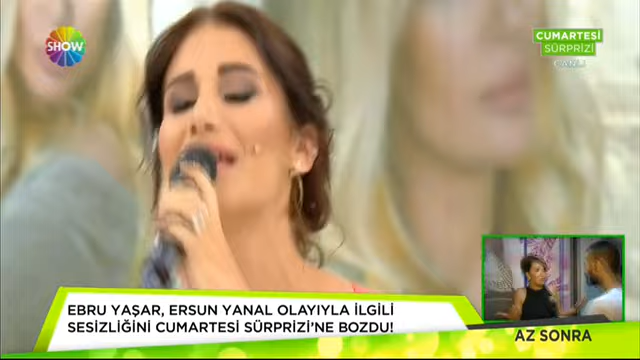 SHOW
CUMARTESİ
SÜRPRİZİ
CANLI
EBRU YAŞAR, ERSUN YANAL OLAYIYLA İLGİLİ
SESİZLİĞİNİ CUMARTESİ SÜRPRİZİ'NE BOZDU!
AZ SONRA